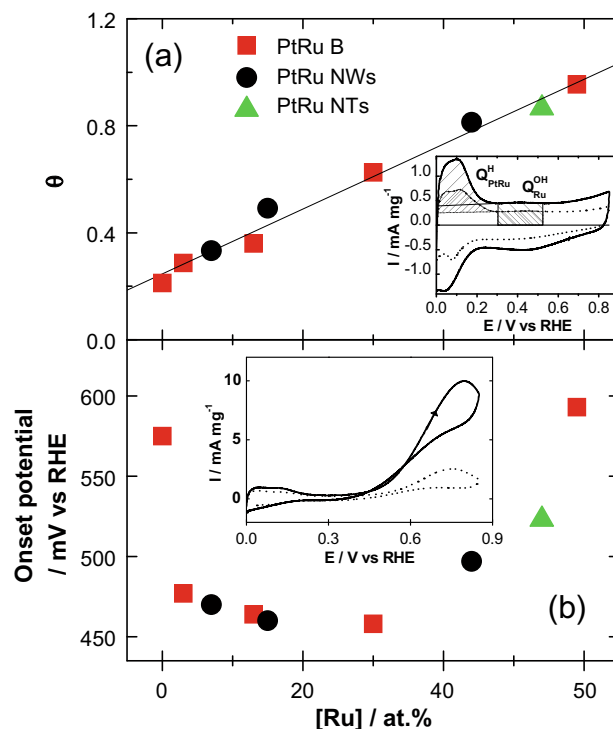 1.2
(a)
PtRu B
PtRu NWs
PtRu NTs
0.8
θ
0.4
0.0
1.0
0.5
0.0
-0.5
-1.0
I / mA mg⁻¹
Q^H_PtRu
Q^OH_Ru
0.0 0.2 0.4 0.6 0.8
E / V vs RHE
600
550
500
450
Onset potential
/ mV vs RHE
10
5
0
I / mA mg⁻¹
0.0 0.3 0.6 0.9
E / V vs RHE
(b)
0 20 40 60
[Ru] / at.%